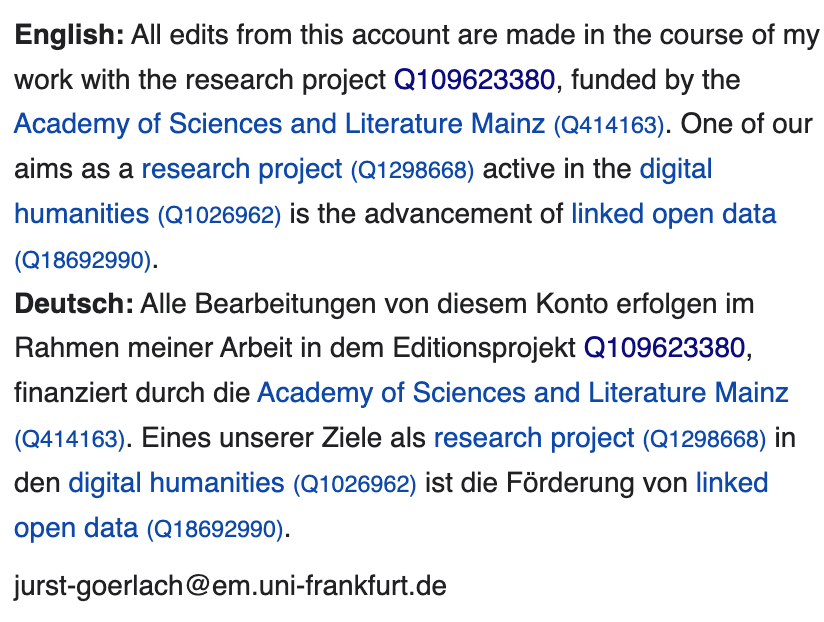 English: All edits from this account are made in the course of my
work with the research project Q109623380, funded by the
Academy of Sciences and Literature Mainz (Q414163). One of our
aims as a research project (Q1298668) active in the digital
humanities (Q1026962) is the advancement of linked open data
(Q18692990).
Deutsch: Alle Bearbeitungen von diesem Konto erfolgen im
Rahmen meiner Arbeit in dem Editionsprojekt Q109623380,
finanziert durch die Academy of Sciences and Literature Mainz
(Q414163). Eines unserer Ziele als research project (Q1298668) in
den digital humanities (Q1026962) ist die Förderung von linked
open data (Q18692990).
jurst-goerlach@em.uni-frankfurt.de